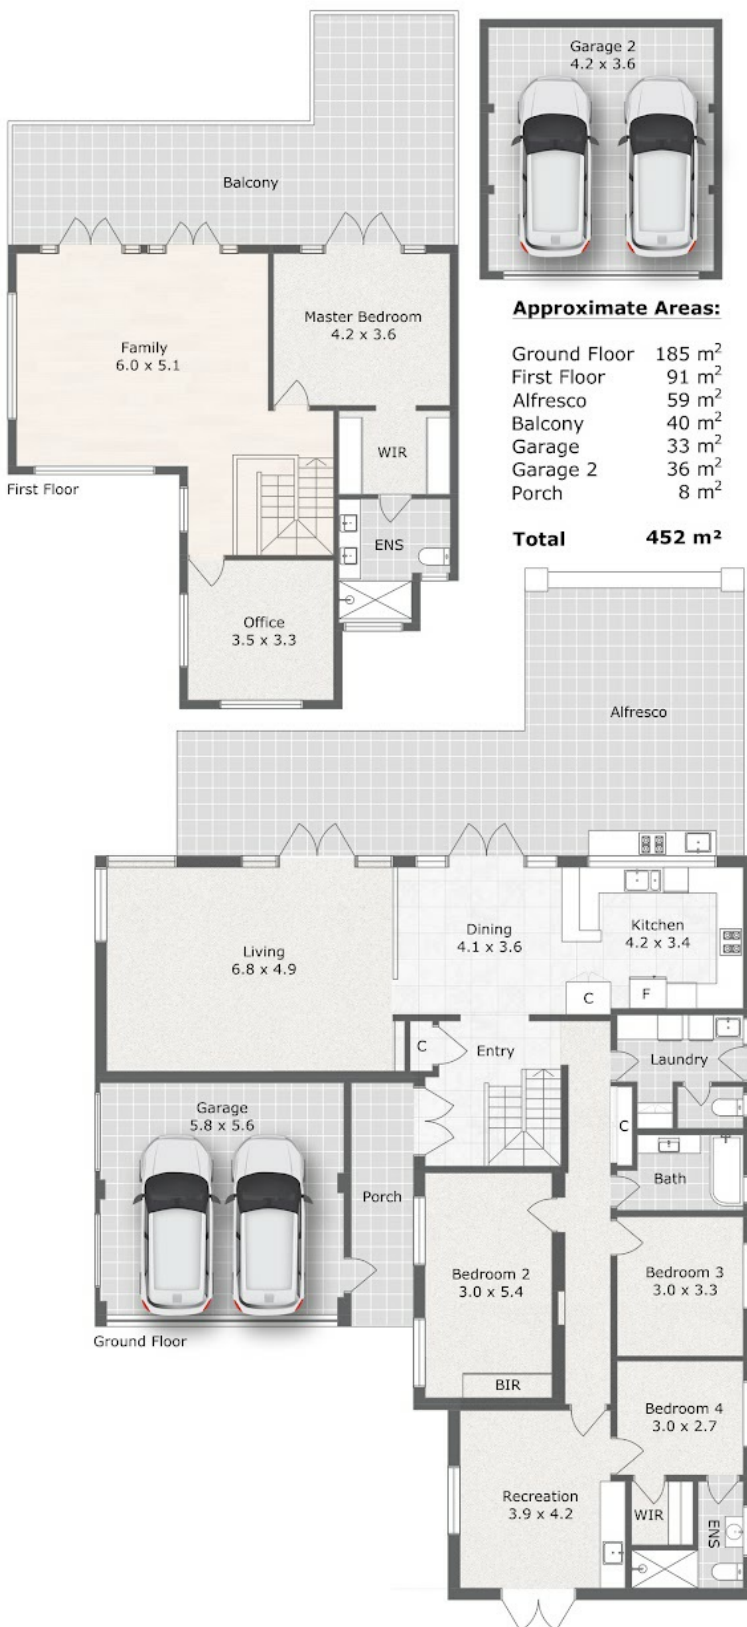 Garage 2
4.2 x 3.6
Balcony
Family
6.0 x 5.1
Master Bedroom
4.2 x 3.6
WIR
ENS
Office
3.5 x 3.3
First Floor
Approximate Areas:
Ground Floor 185 m²
First Floor 91 m²
Alfresco 59 m²
Balcony 40 m²
Garage 33 m²
Garage 2 36 m²
Porch 8 m²
Total 452 m²
Alfresco
Living
6.8 x 4.9
Dining
4.1 x 3.6
Kitchen
4.2 x 3.4
C
F
C
Entry
Laundry
C
Bath
Garage
5.8 x 5.6
Porch
Bedroom 2
3.0 x 5.4
BIR
Bedroom 3
3.0 x 3.3
Ground Floor
Bedroom 4
3.0 x 2.7
Recreation
3.9 x 4.2
WIR
ENS